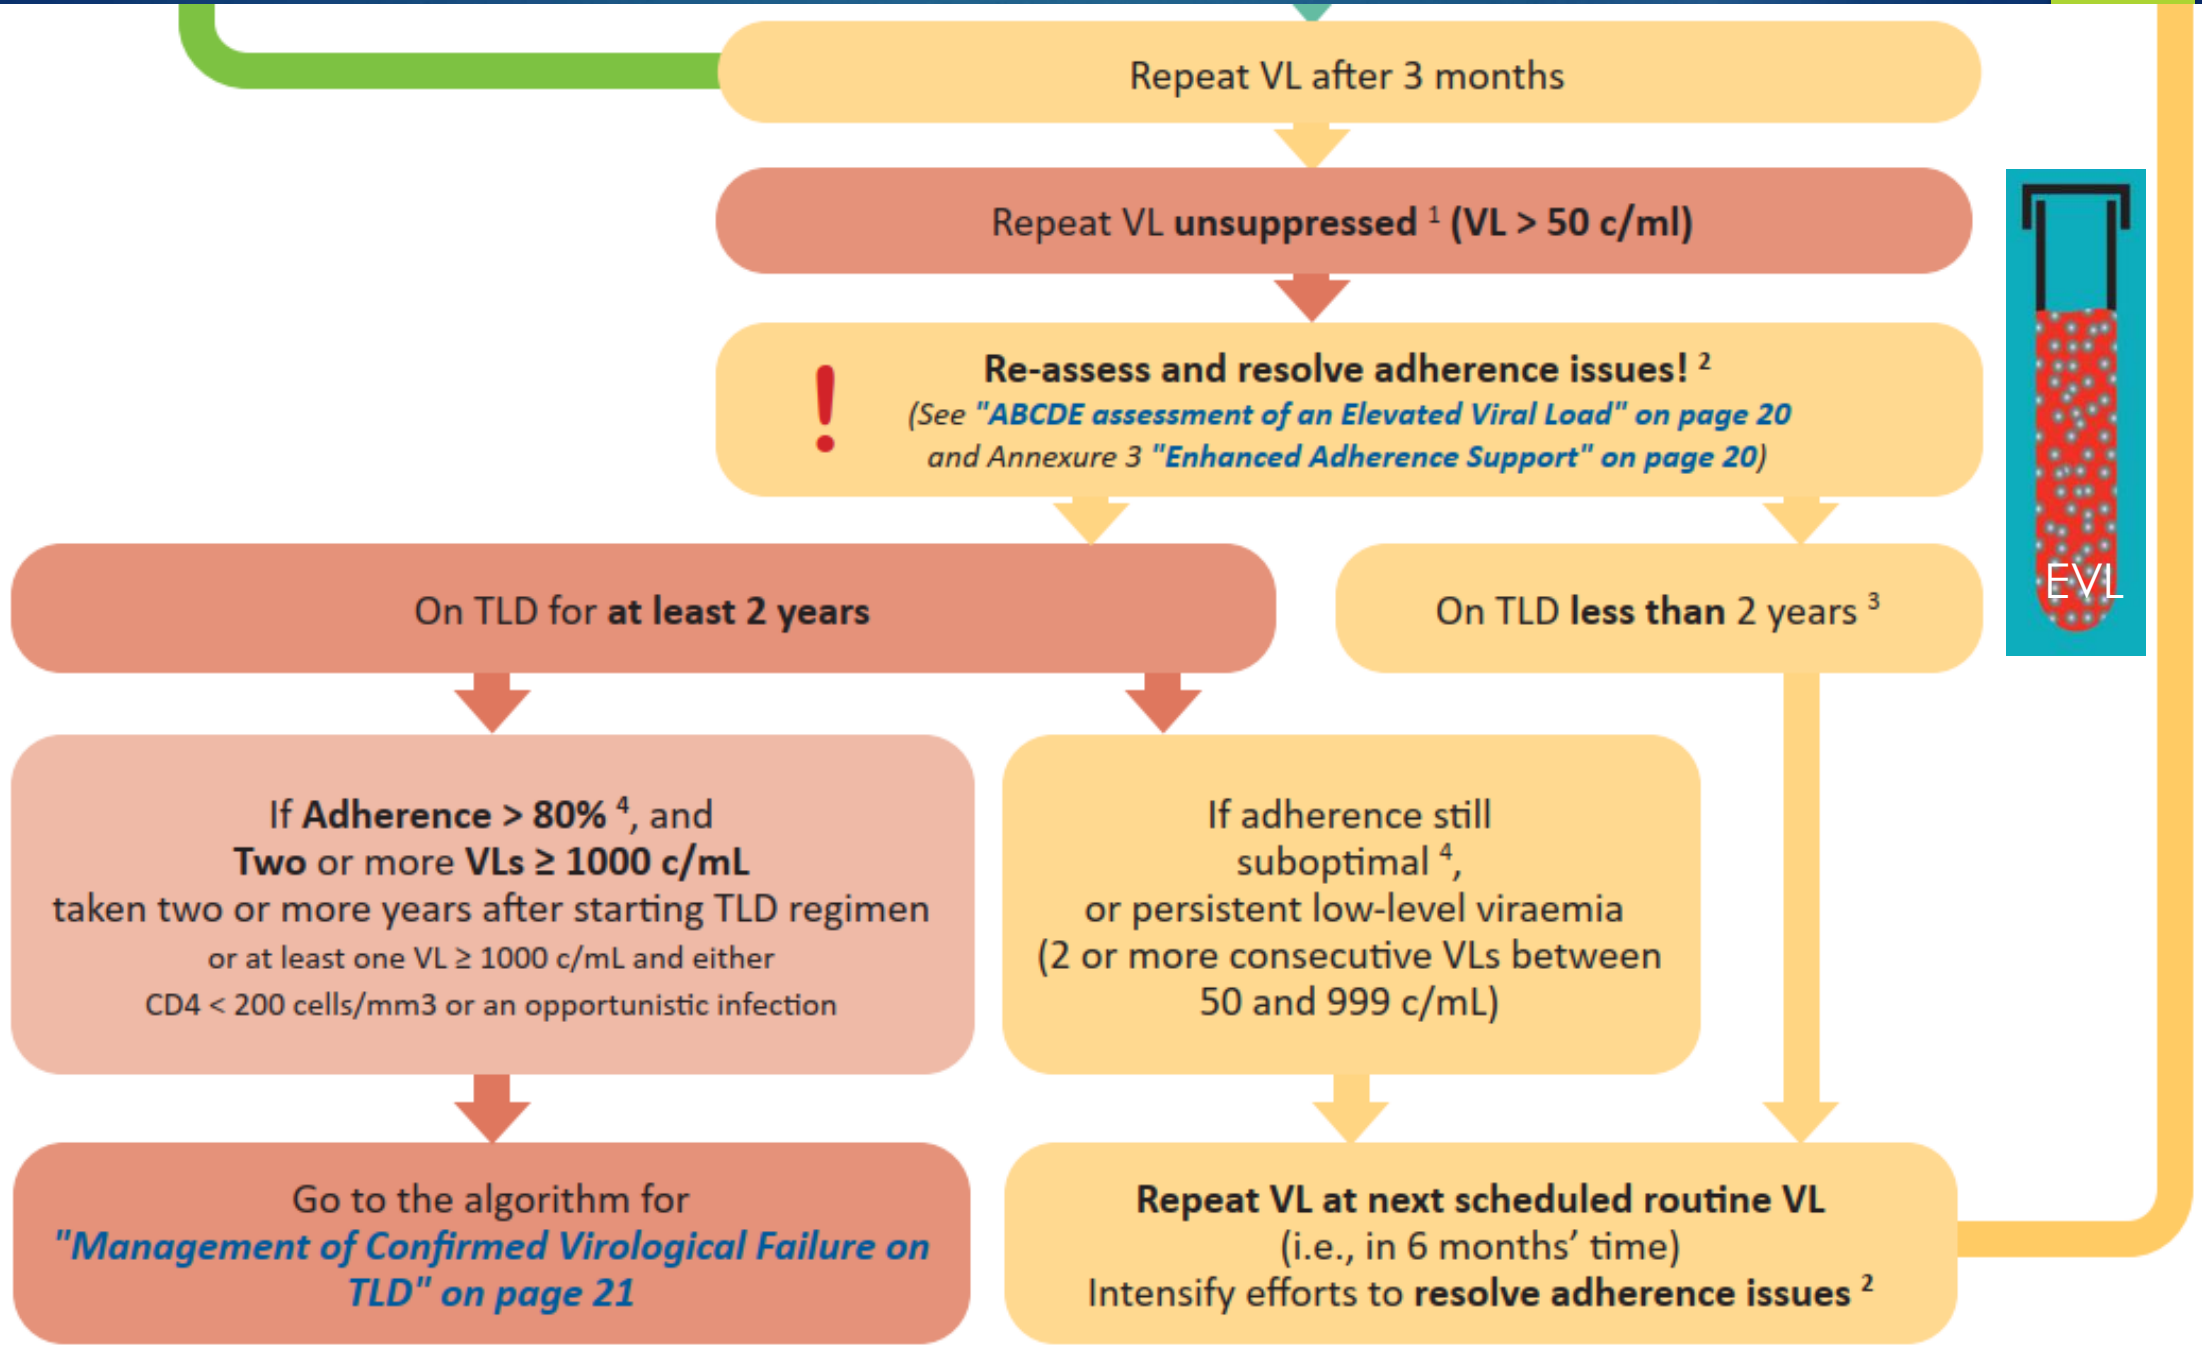 Repeat VL after 3 months
Repeat VL unsuppressed ¹ (VL > 50 c/ml)
! Re-assess and resolve adherence issues! ²
(See "ABCDE assessment of an Elevated Viral Load" on page 20
and Annexure 3 "Enhanced Adherence Support" on page 20)
EVL
On TLD for at least 2 years
On TLD less than 2 years ³
If Adherence > 80% ⁴, and
Two or more VLs ≥ 1000 c/mL
taken two or more years after starting TLD regimen
or at least one VL ≥ 1000 c/mL and either
CD4 < 200 cells/mm3 or an opportunistic infection
If adherence still
suboptimal ⁴,
or persistent low-level viraemia
(2 or more consecutive VLs between
50 and 999 c/mL)
Go to the algorithm for
"Management of Confirmed Virological Failure on
TLD" on page 21
Repeat VL at next scheduled routine VL
(i.e., in 6 months’ time)
Intensify efforts to resolve adherence issues ²